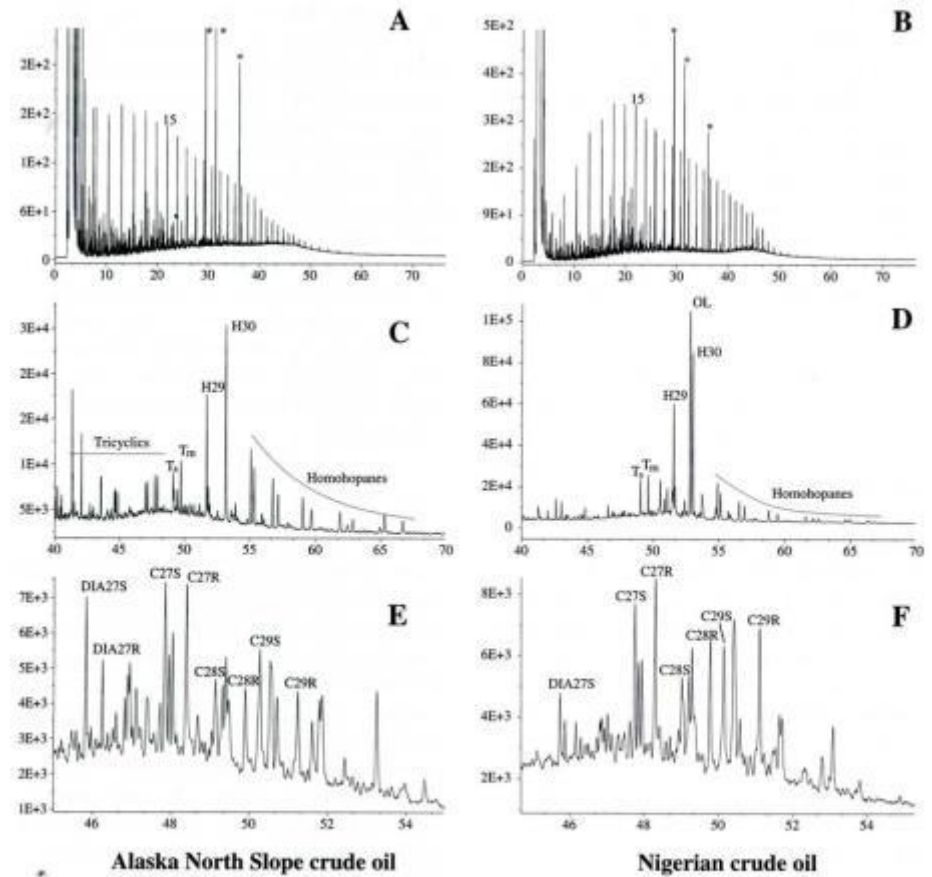 A
2E+2
2E+2
1E+2
6E+1
0
15
0 10 20 30 40 50 60 70
B
5E+2
4E+2
3E+2
2E+2
9E+1
0
15
0 10 20 30 40 50 60 70
C
3E+4
2E+4
2E+4
1E+4
5E+3
0
Tricyclics
Ts
Tm
H29
H30
Homohopanes
40 45 50 55 60 65 70
D
1E+5
8E+4
6E+4
4E+4
2E+4
0
Ts
Tm
H29
OL
H30
Homohopanes
40 45 50 55 60 65 70
E
7E+3
6E+3
5E+3
4E+3
3E+3
2E+3
1E+3
DIA27S
DIA27R
C27S
C27R
C28S
C28R
C29S
C29R
46 48 50 52 54
F
8E+3
6E+3
4E+3
2E+3
DIA27S
C27S
C27R
C28S
C28R
C29S
C29R
46 48 50 52 54
Alaska North Slope crude oil
Nigerian crude oil